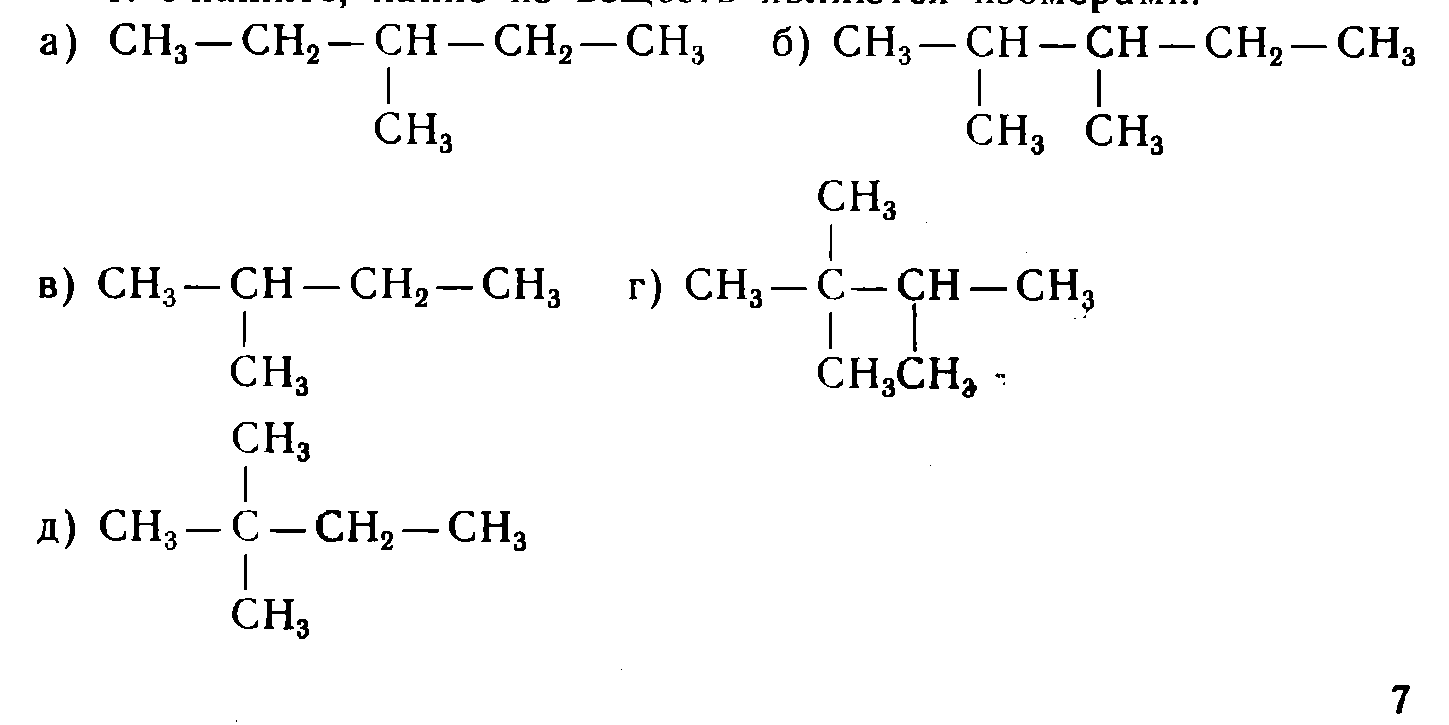 а) CH₃—CH₂—CH—CH₂—CH₃ б) CH₃—CH—CH—CH₂—CH₃
CH₃ CH₃ CH₃
CH₃
в) CH₃—CH—CH₂—CH₃ г) CH₃—C—CH—CH₃
CH₃ CH₃CH₃
CH₃
д) CH₃—C—CH₂—CH₃
CH₃
7